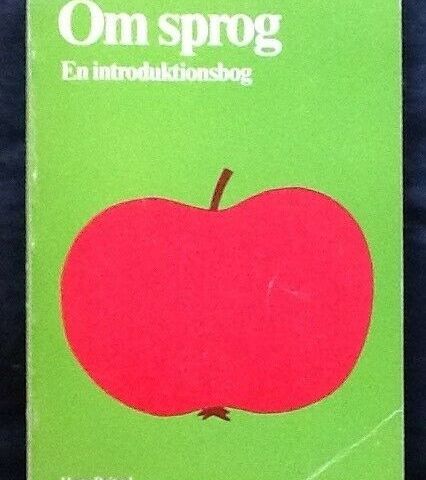 Om sprog
En introduktionsbog